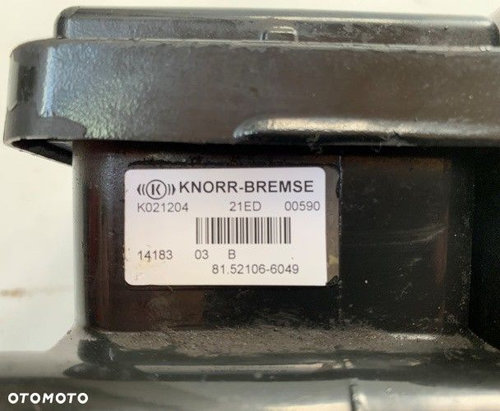 K KNORR-BREMSE
K021204 21ED 00590
14183 03 B
81.52106-6049
OTOMOTO